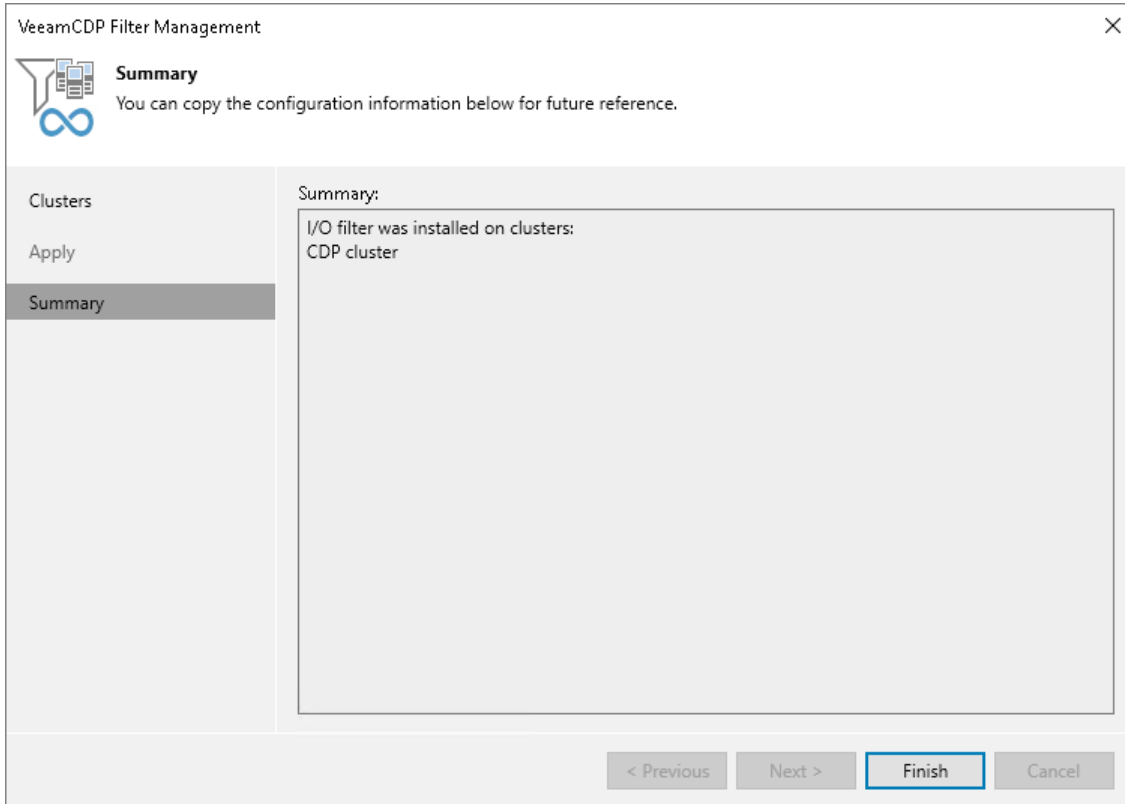 VeeamCDP Filter Management
Summary
You can copy the configuration information below for future reference.
Clusters
Apply
Summary
Summary:
I/O filter was installed on clusters:
CDP cluster
< Previous
Next >
Finish
Cancel